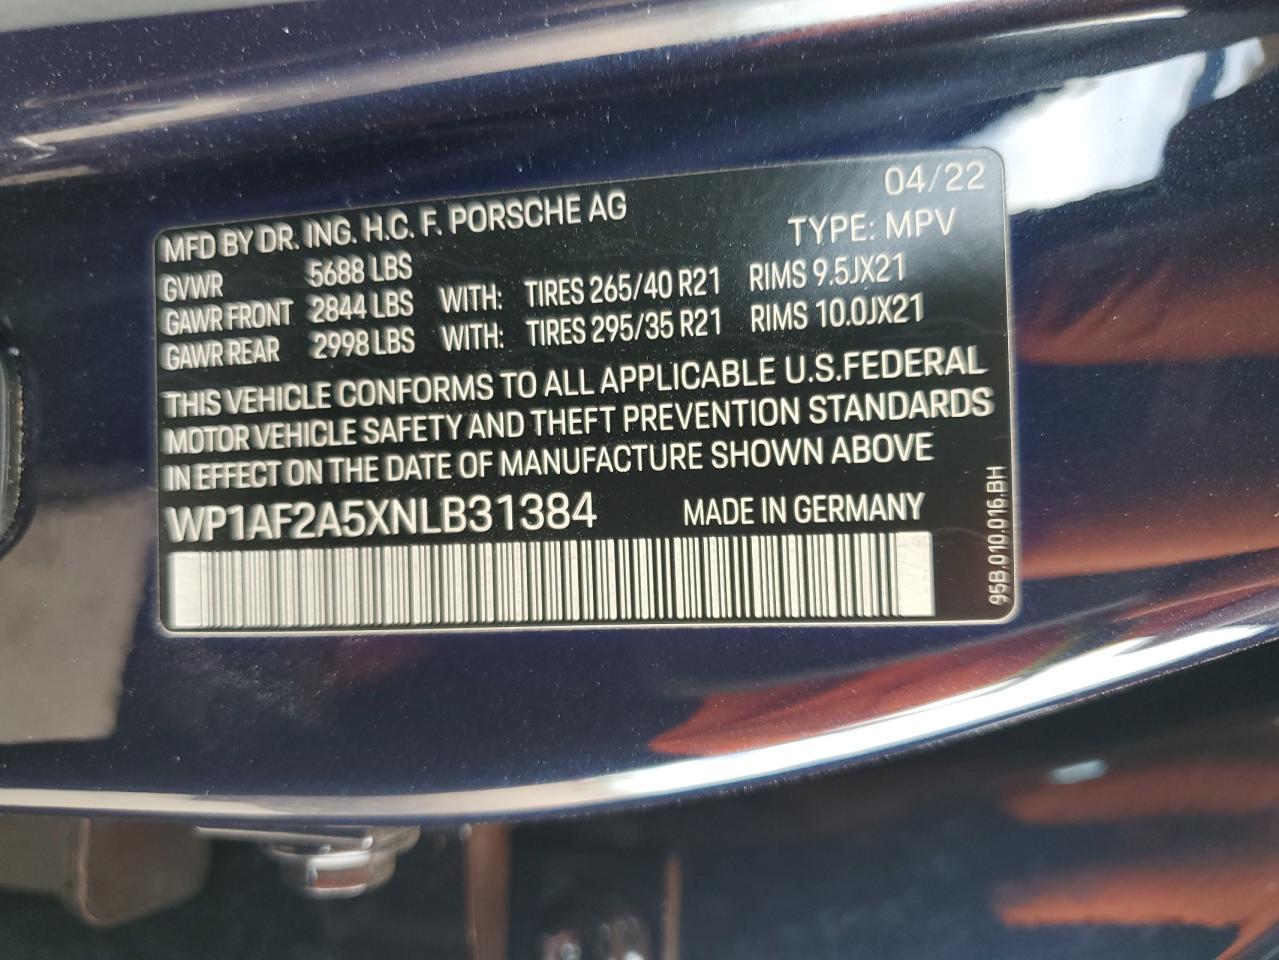 04/22
MFD BY DR. ING. H.C. F. PORSCHE AG TYPE: MPV
GVWR 5688 LBS
GAWR FRONT 2844 LBS WITH: TIRES 265/40 R21 RIMS 9.5JX21
GAWR REAR 2998 LBS WITH: TIRES 295/35 R21 RIMS 10.0JX21
THIS VEHICLE CONFORMS TO ALL APPLICABLE U.S.FEDERAL
MOTOR VEHICLE SAFETY AND THEFT PREVENTION STANDARDS
IN EFFECT ON THE DATE OF MANUFACTURE SHOWN ABOVE
WP1AF2A5XNLB31384 MADE IN GERMANY
95B.010.016.BH